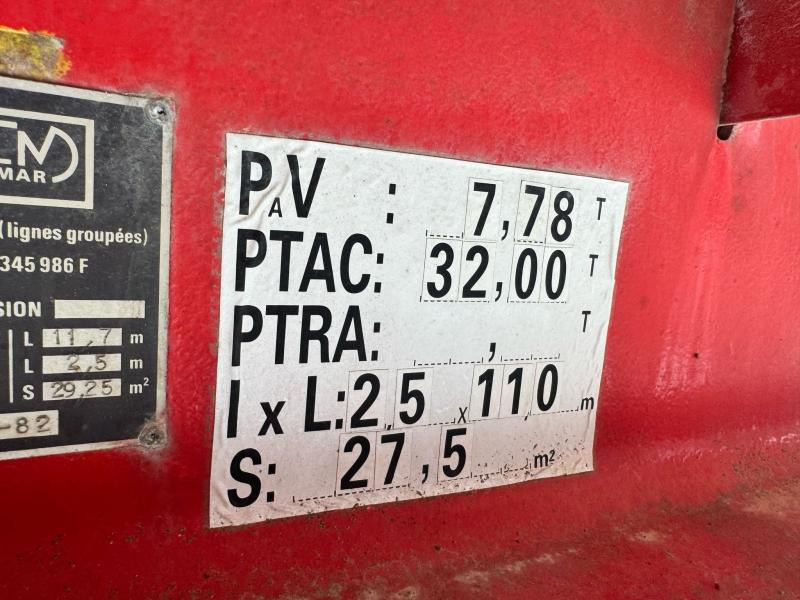 MAR
(lignes groupées)
345 986 F
SION
L 11,7 m
L 2,5 m
S 29,25 m²
-82
PAV : 7,78 T
PTAC: 32,00 T
PTRA: , T
l x L: 2,5 x 11,0 m
S: 27,5 m²